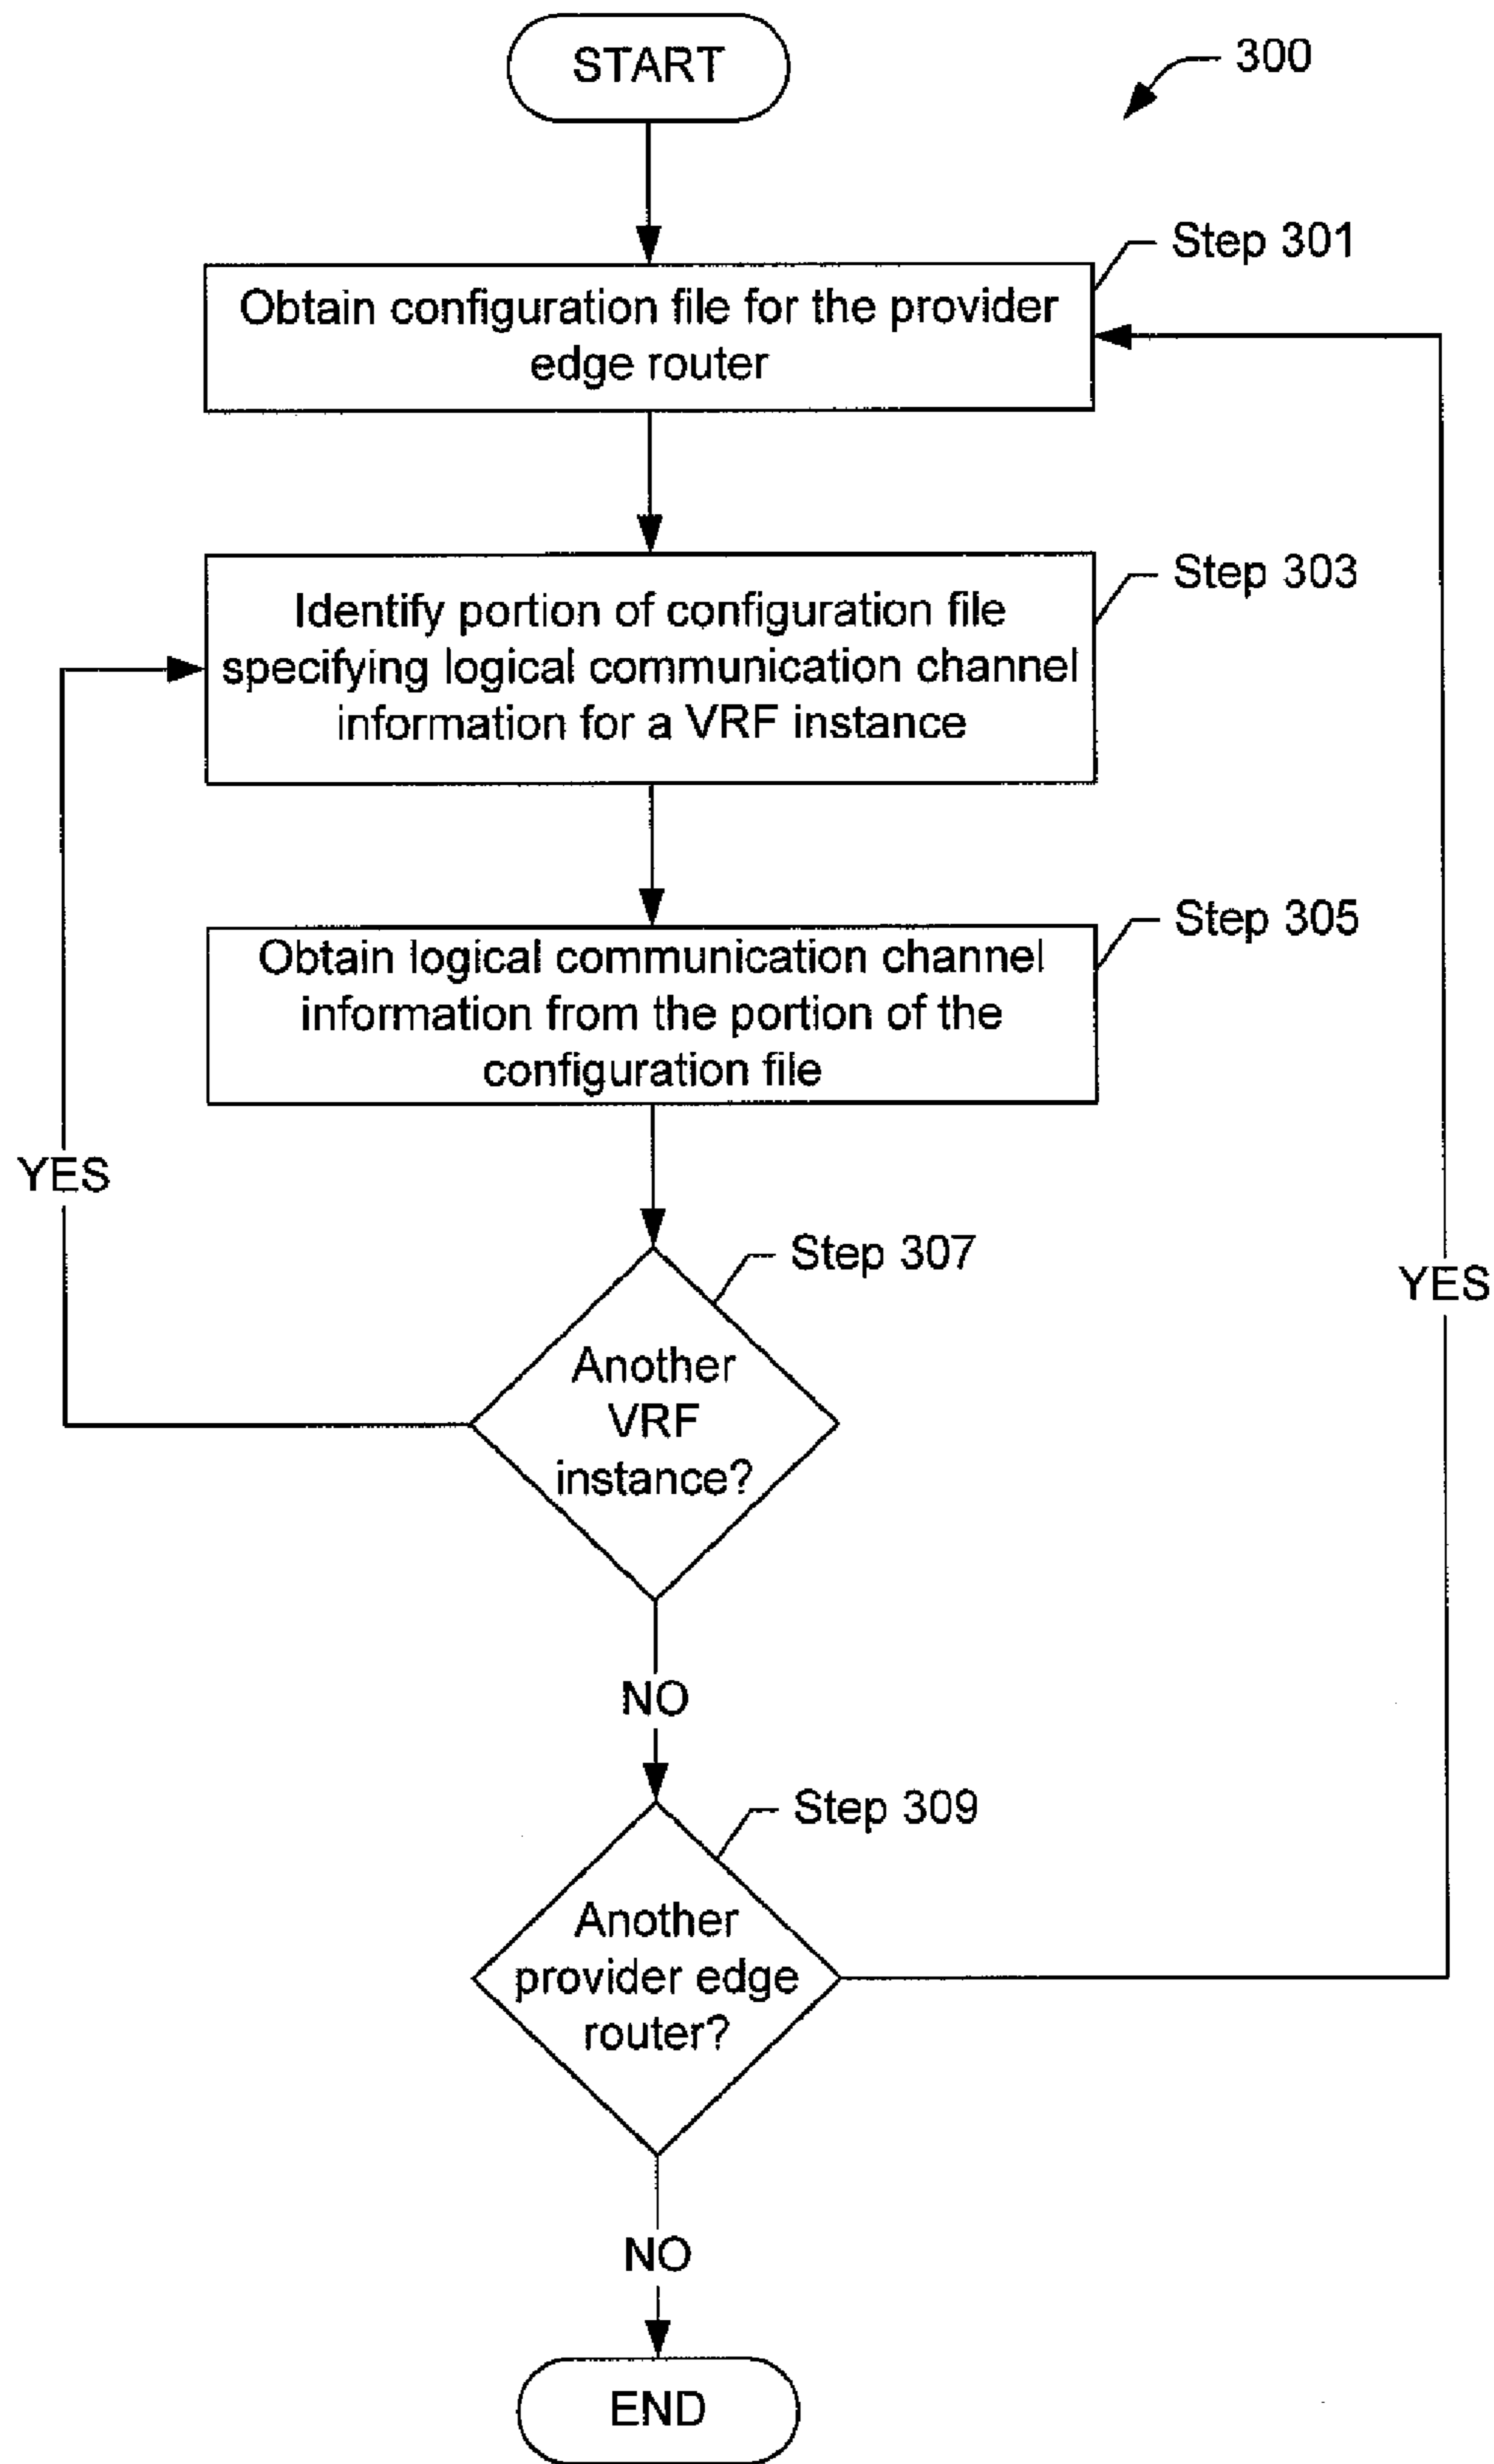 START
300
Step 301
Obtain configuration file for the provider
edge router
Step 303
Identify portion of configuration file
specifying logical communication channel
information for a VRF instance
Step 305
Obtain logical communication channel
information from the portion of the
configuration file
YES
Step 307
YES
Another
VRF
instance?
NO
Step 309
Another
provider edge
router?
NO
END